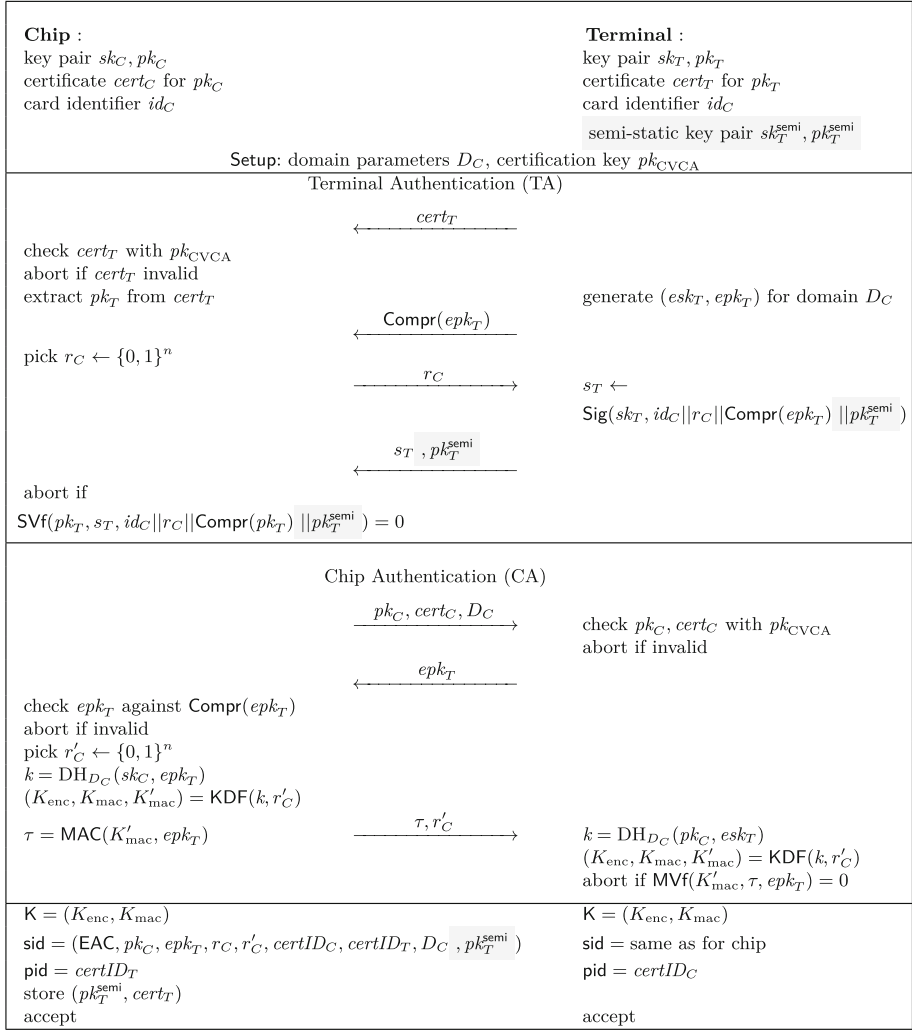 Chip :
Terminal :
key pair sk_C, pk_C
key pair sk_T, pk_T
certificate cert_C for pk_C
certificate cert_T for pk_T
card identifier id_C
card identifier id_C
semi-static key pair sk_T^semi, pk_T^semi
Setup: domain parameters D_C, certification key pk_CVCA
Terminal Authentication (TA)
cert_T
check cert_T with pk_CVCA
abort if cert_T invalid
extract pk_T from cert_T
generate (esk_T, epk_T) for domain D_C
Compr(epk_T)
pick r_C ← {0, 1}^n
r_C
s_T ←
Sig(sk_T, id_C||r_C||Compr(epk_T) ||pk_T^semi )
s_T , pk_T^semi
abort if
SVf(pk_T, s_T, id_C||r_C||Compr(pk_T) ||pk_T^semi ) = 0
Chip Authentication (CA)
pk_C, cert_C, D_C
check pk_C, cert_C with pk_CVCA
abort if invalid
epk_T
check epk_T against Compr(epk_T)
abort if invalid
pick r'_C ← {0, 1}^n
k = DH_{D_C}(sk_C, epk_T)
(K_enc, K_mac, K'_mac) = KDF(k, r'_C)
τ = MAC(K'_mac, epk_T)
τ, r'_C
k = DH_{D_C}(pk_C, esk_T)
(K_enc, K_mac, K'_mac) = KDF(k, r'_C)
abort if MVf(K'_mac, τ, epk_T) = 0
K = (K_enc, K_mac)
K = (K_enc, K_mac)
sid = (EAC, pk_C, epk_T, r_C, r'_C, certID_C, certID_T, D_C , pk_T^semi )
sid = same as for chip
pid = certID_T
pid = certID_C
store (pk_T^semi, cert_T)
accept
accept